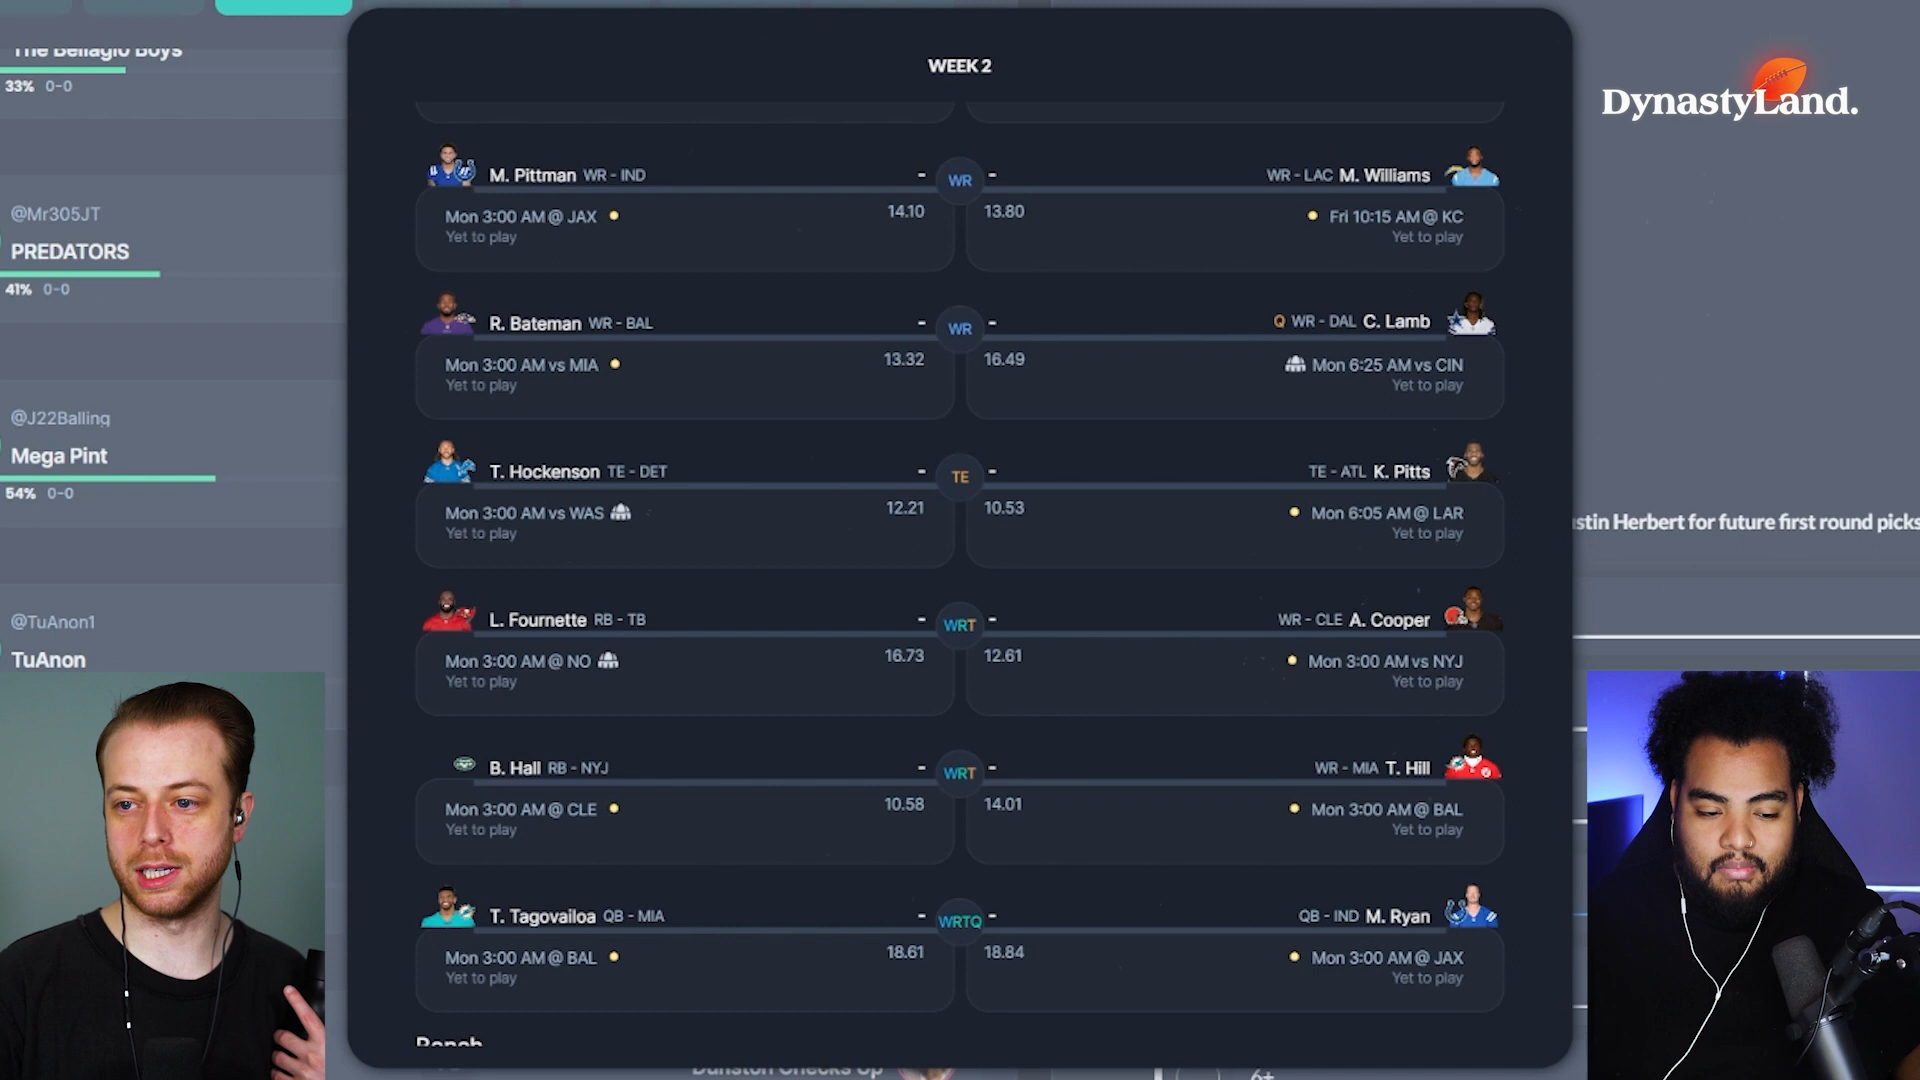 The Bellagio Boys
33% 0-0
@Mr305JT
PREDATORS
41% 0-0
@J22Balling
Mega Pint
54% 0-0
@TuAnon1
TuAnon
WEEK 2
M. Pittman WR - IND - WR - WR - LAC M. Williams
Mon 3:00 AM @ JAX 14.10 13.80 Fri 10:15 AM @ KC
Yet to play Yet to play
R. Bateman WR - BAL - WR - Q WR - DAL C. Lamb
Mon 3:00 AM vs MIA 13.32 16.49 Mon 6:25 AM vs CIN
Yet to play Yet to play
T. Hockenson TE - DET - TE - TE - ATL K. Pitts
Mon 3:00 AM vs WAS 12.21 10.53 Mon 6:05 AM @ LAR
Yet to play Yet to play
L. Fournette RB - TB - WRT - WR - CLE A. Cooper
Mon 3:00 AM @ NO 16.73 12.61 Mon 3:00 AM vs NYJ
Yet to play Yet to play
B. Hall RB - NYJ - WRT - WR - MIA T. Hill
Mon 3:00 AM @ CLE 10.58 14.01 Mon 3:00 AM @ BAL
Yet to play Yet to play
T. Tagovailoa QB - MIA - WRTQ - QB - IND M. Ryan
Mon 3:00 AM @ BAL 18.61 18.84 Mon 3:00 AM @ JAX
Yet to play Yet to play
Bench
Dunston Checks Up
6+
DynastyLand.
stin Herbert for future first round picks